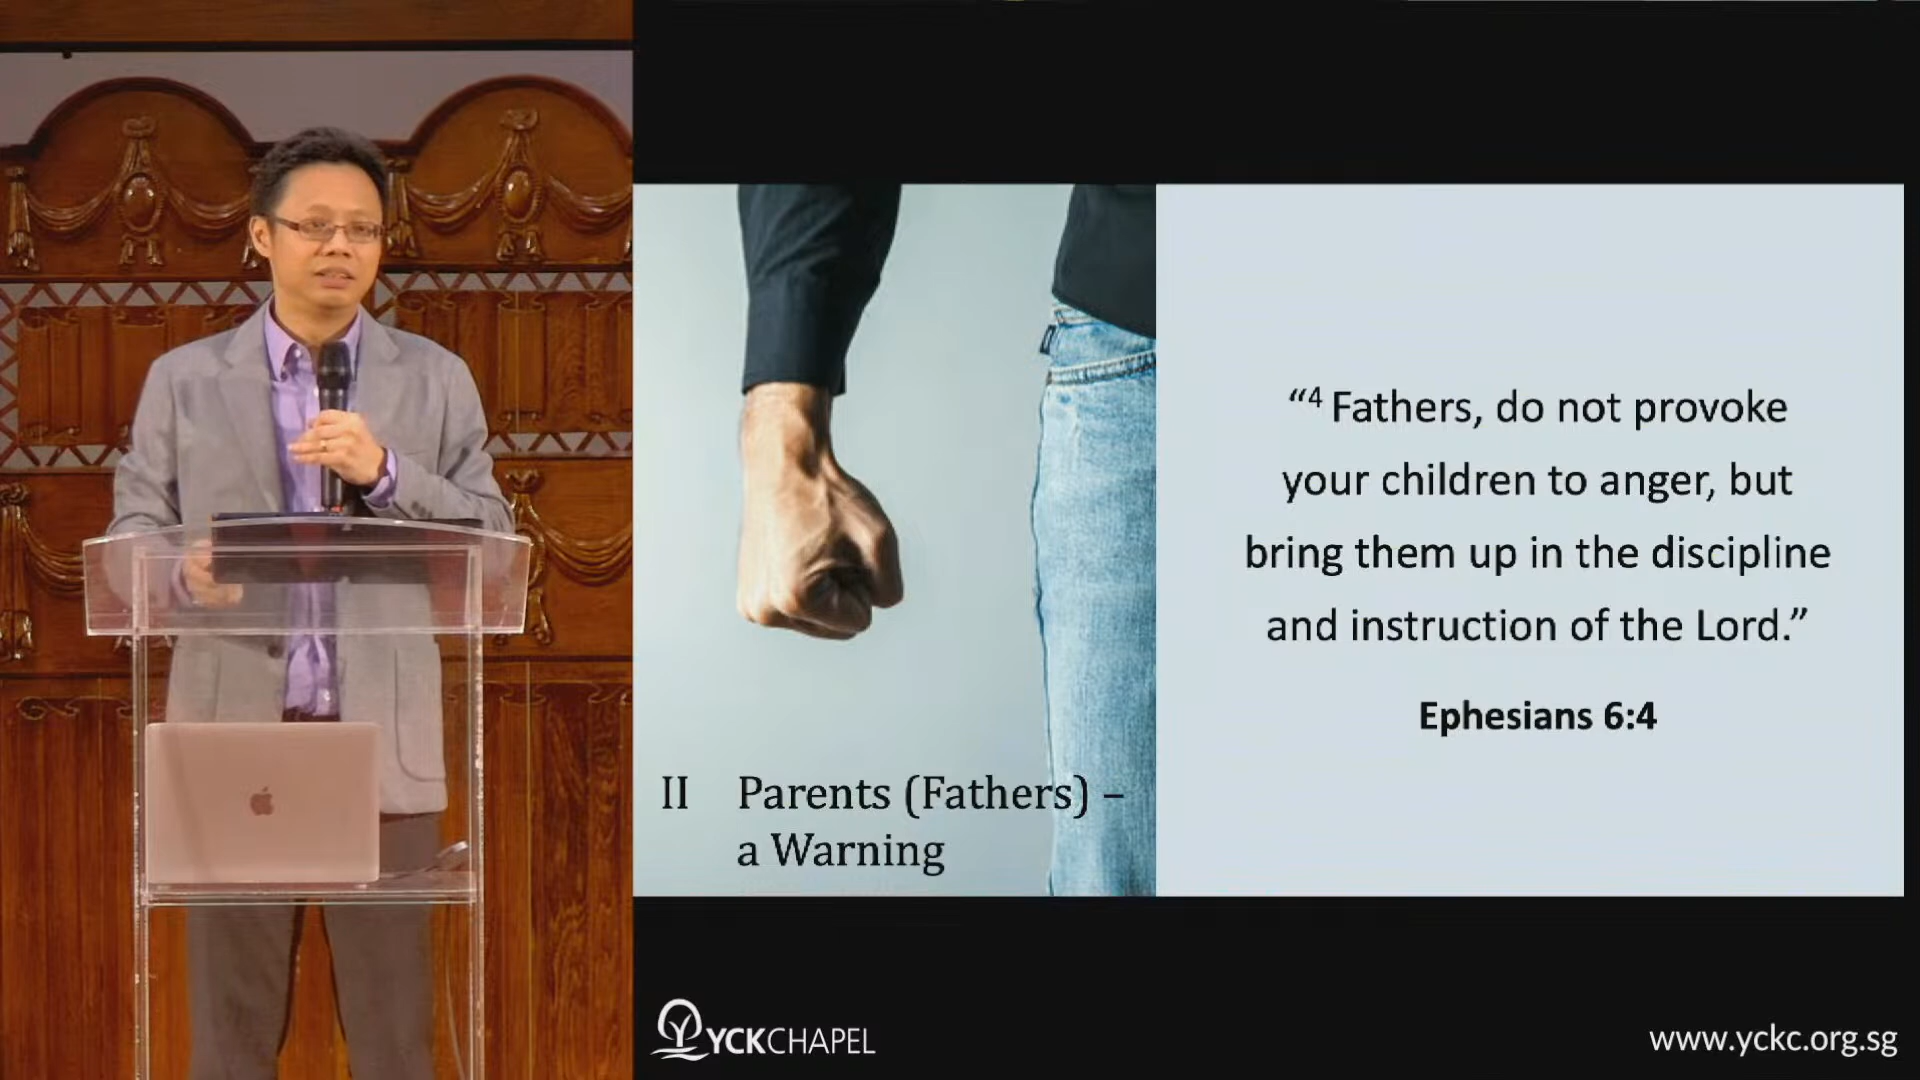 “⁴ Fathers, do not provoke
your children to anger, but
bring them up in the discipline
and instruction of the Lord.”
Ephesians 6:4
II Parents (Fathers) –
a Warning
YCKCHAPEL
www.yckc.org.sg